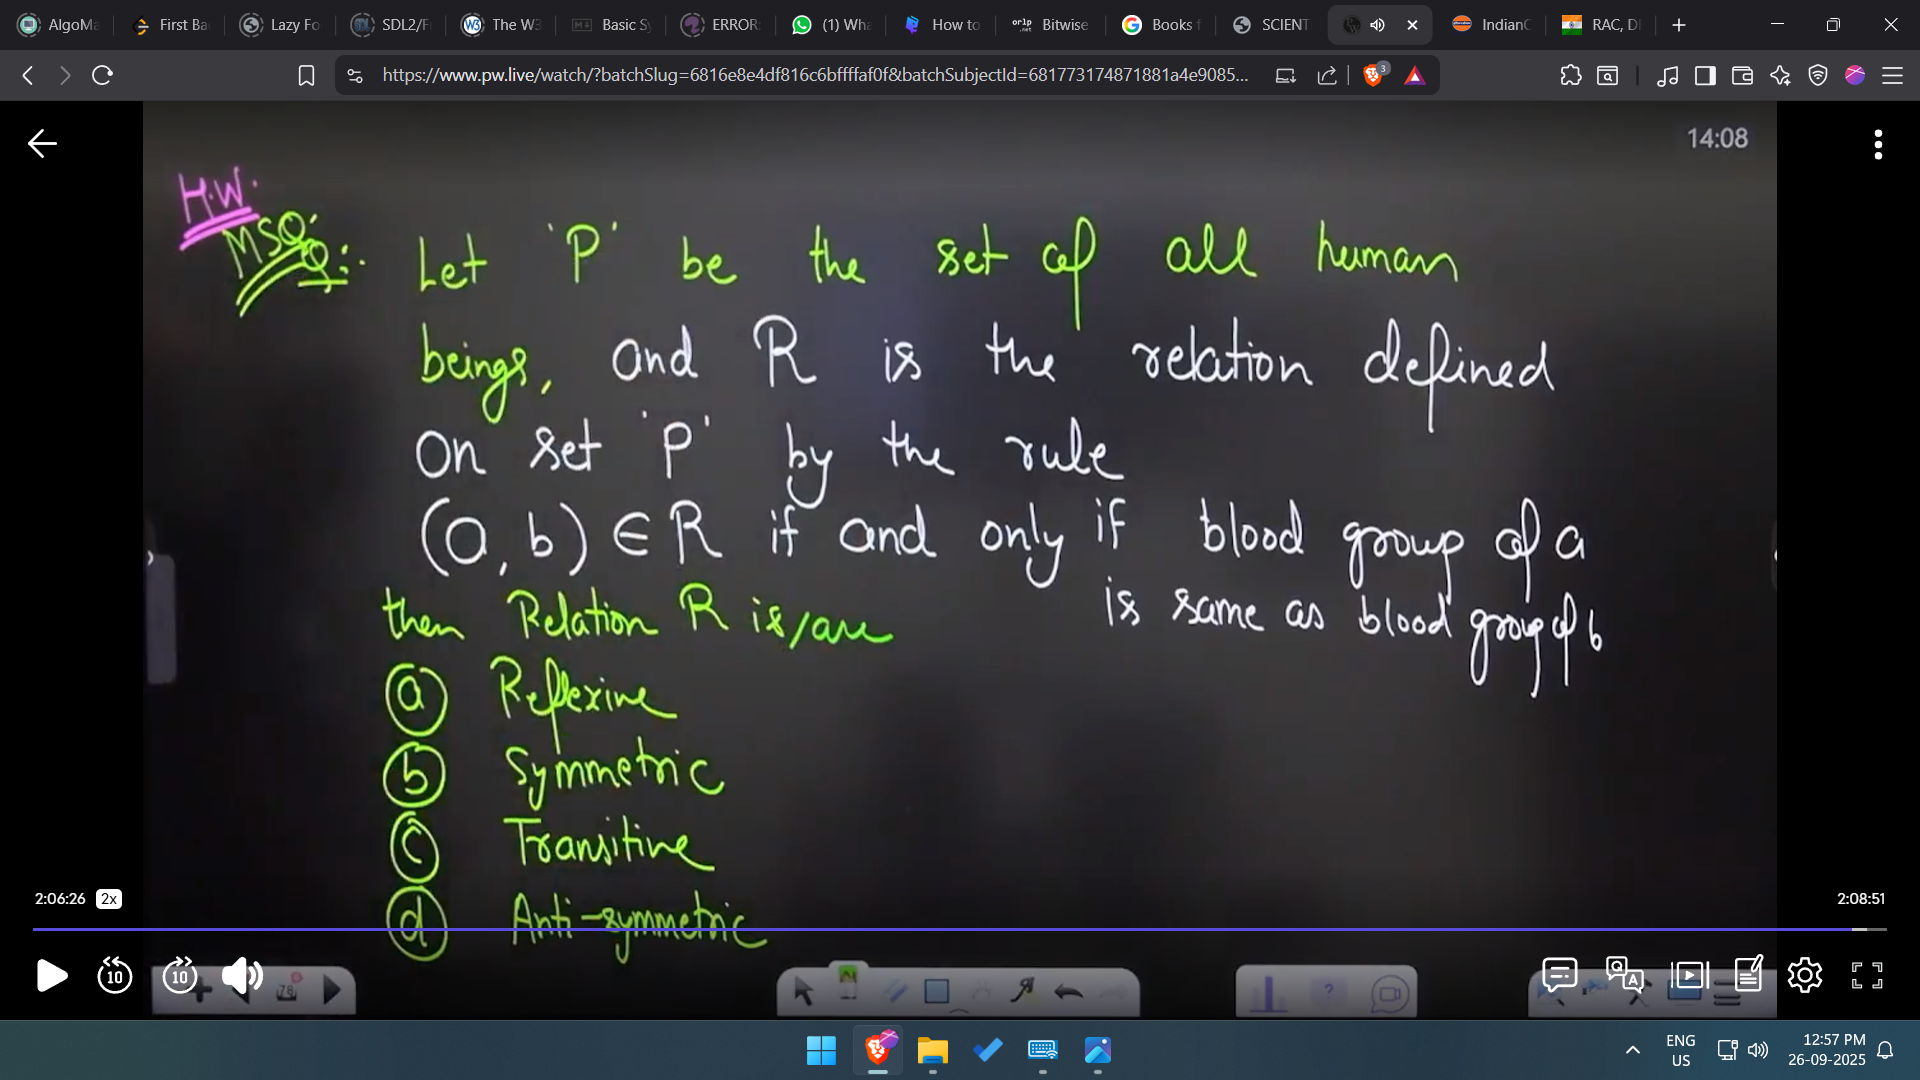 AlgoMa
First Ba
Lazy Fo
SDL2/F
The W3
Basic Sy
ERROR:
(1) Wha
How to
Bitwise
Books f
SCIENT
IndianC
RAC, D
https://www.pw.live/watch/?batchSlug=6816e8e4df816c6bffffaf0f&batchSubjectId=681773174871881a4e9085...
3
14:08
H.W.
MSQ
Q:. Let 'P' be the set of all human
beings, and R is the relation defined
on set 'P' by the rule
(a, b) ∈ R if and only if blood group of a
is same as blood group of b
then Relation R is/are
a Reflexive
b Symmetric
c Transitive
d Anti-symmetric
2:06:26 2x
2:08:51
10
10
78
ENG
US
12:57 PM
26-09-2025